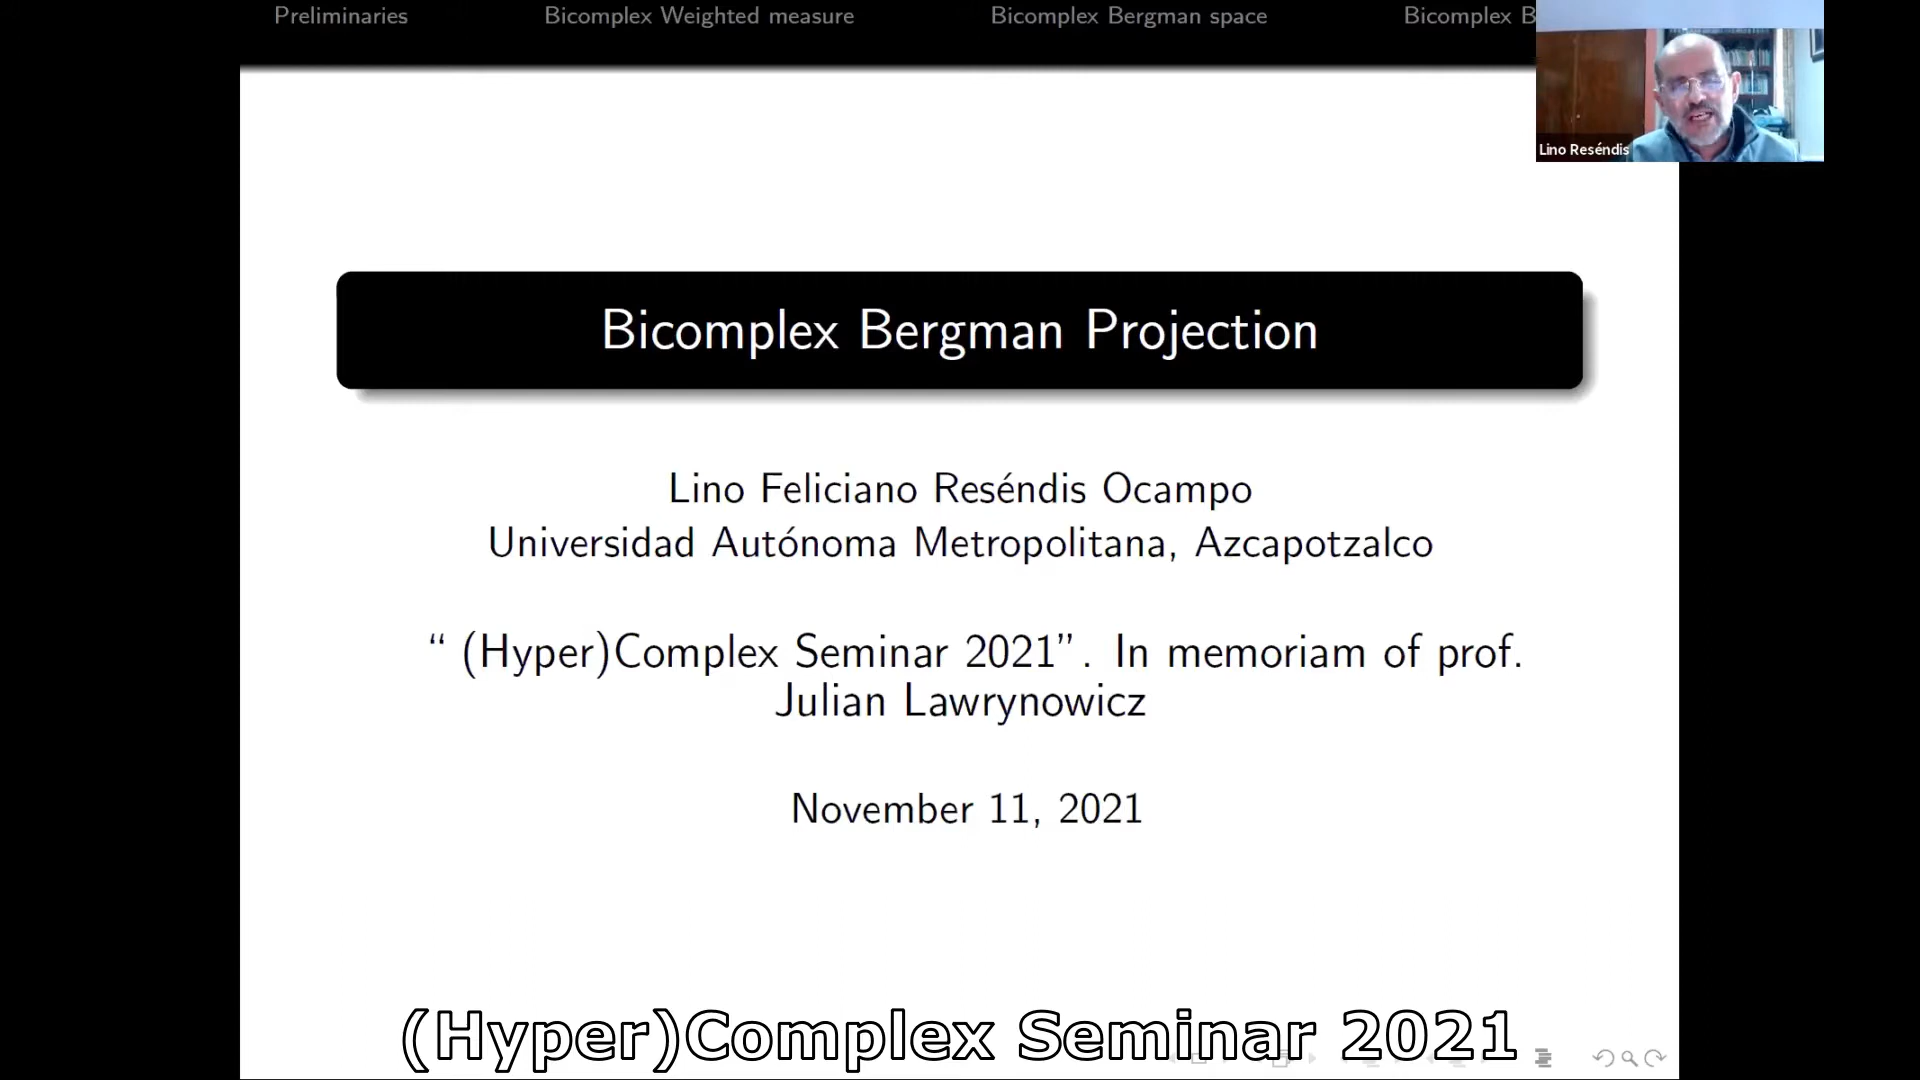 Preliminaries Bicomplex Weighted measure Bicomplex Bergman space Bicomplex
Lino Reséndis
Bicomplex Bergman Projection
Lino Feliciano Reséndis Ocampo
Universidad Autónoma Metropolitana, Azcapotzalco
“ (Hyper)Complex Seminar 2021”. In memoriam of prof.
Julian Lawrynowicz
November 11, 2021
(Hyper)Complex Seminar 2021